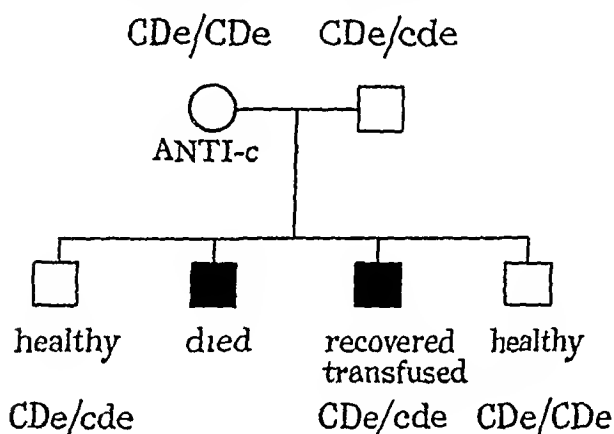 CDe/CDe CDe/cde
ANTI-c
healthy died recovered healthy
transfused
CDe/cde CDe/cde CDe/CDe